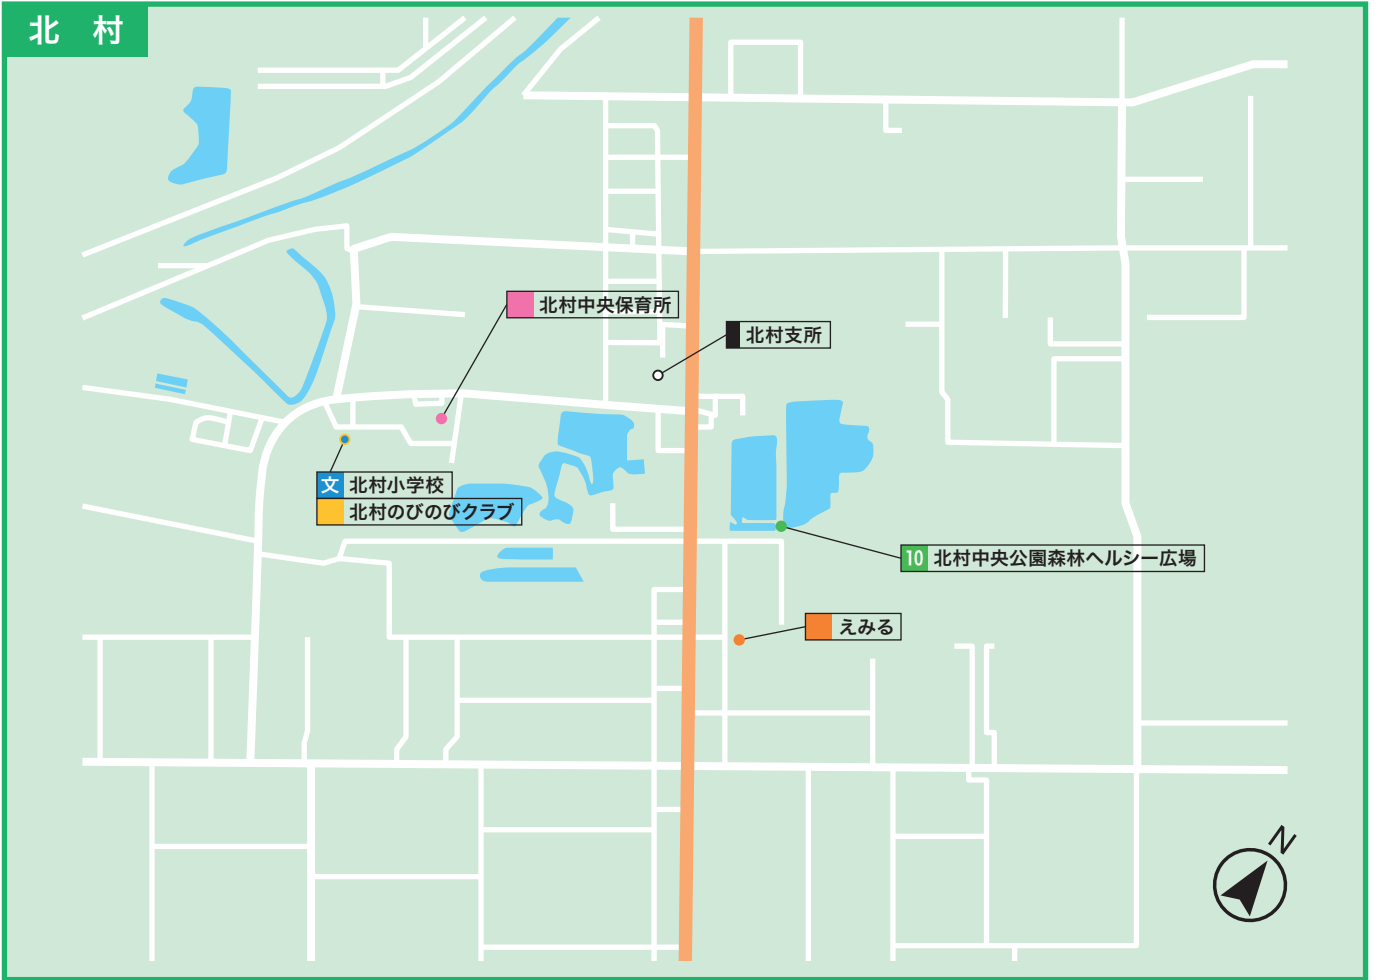 北 村
北村中央保育所
北村支所
文 北村小学校
北村のびのびクラブ
10 北村中央公園森林ヘルシー広場
えみる
N